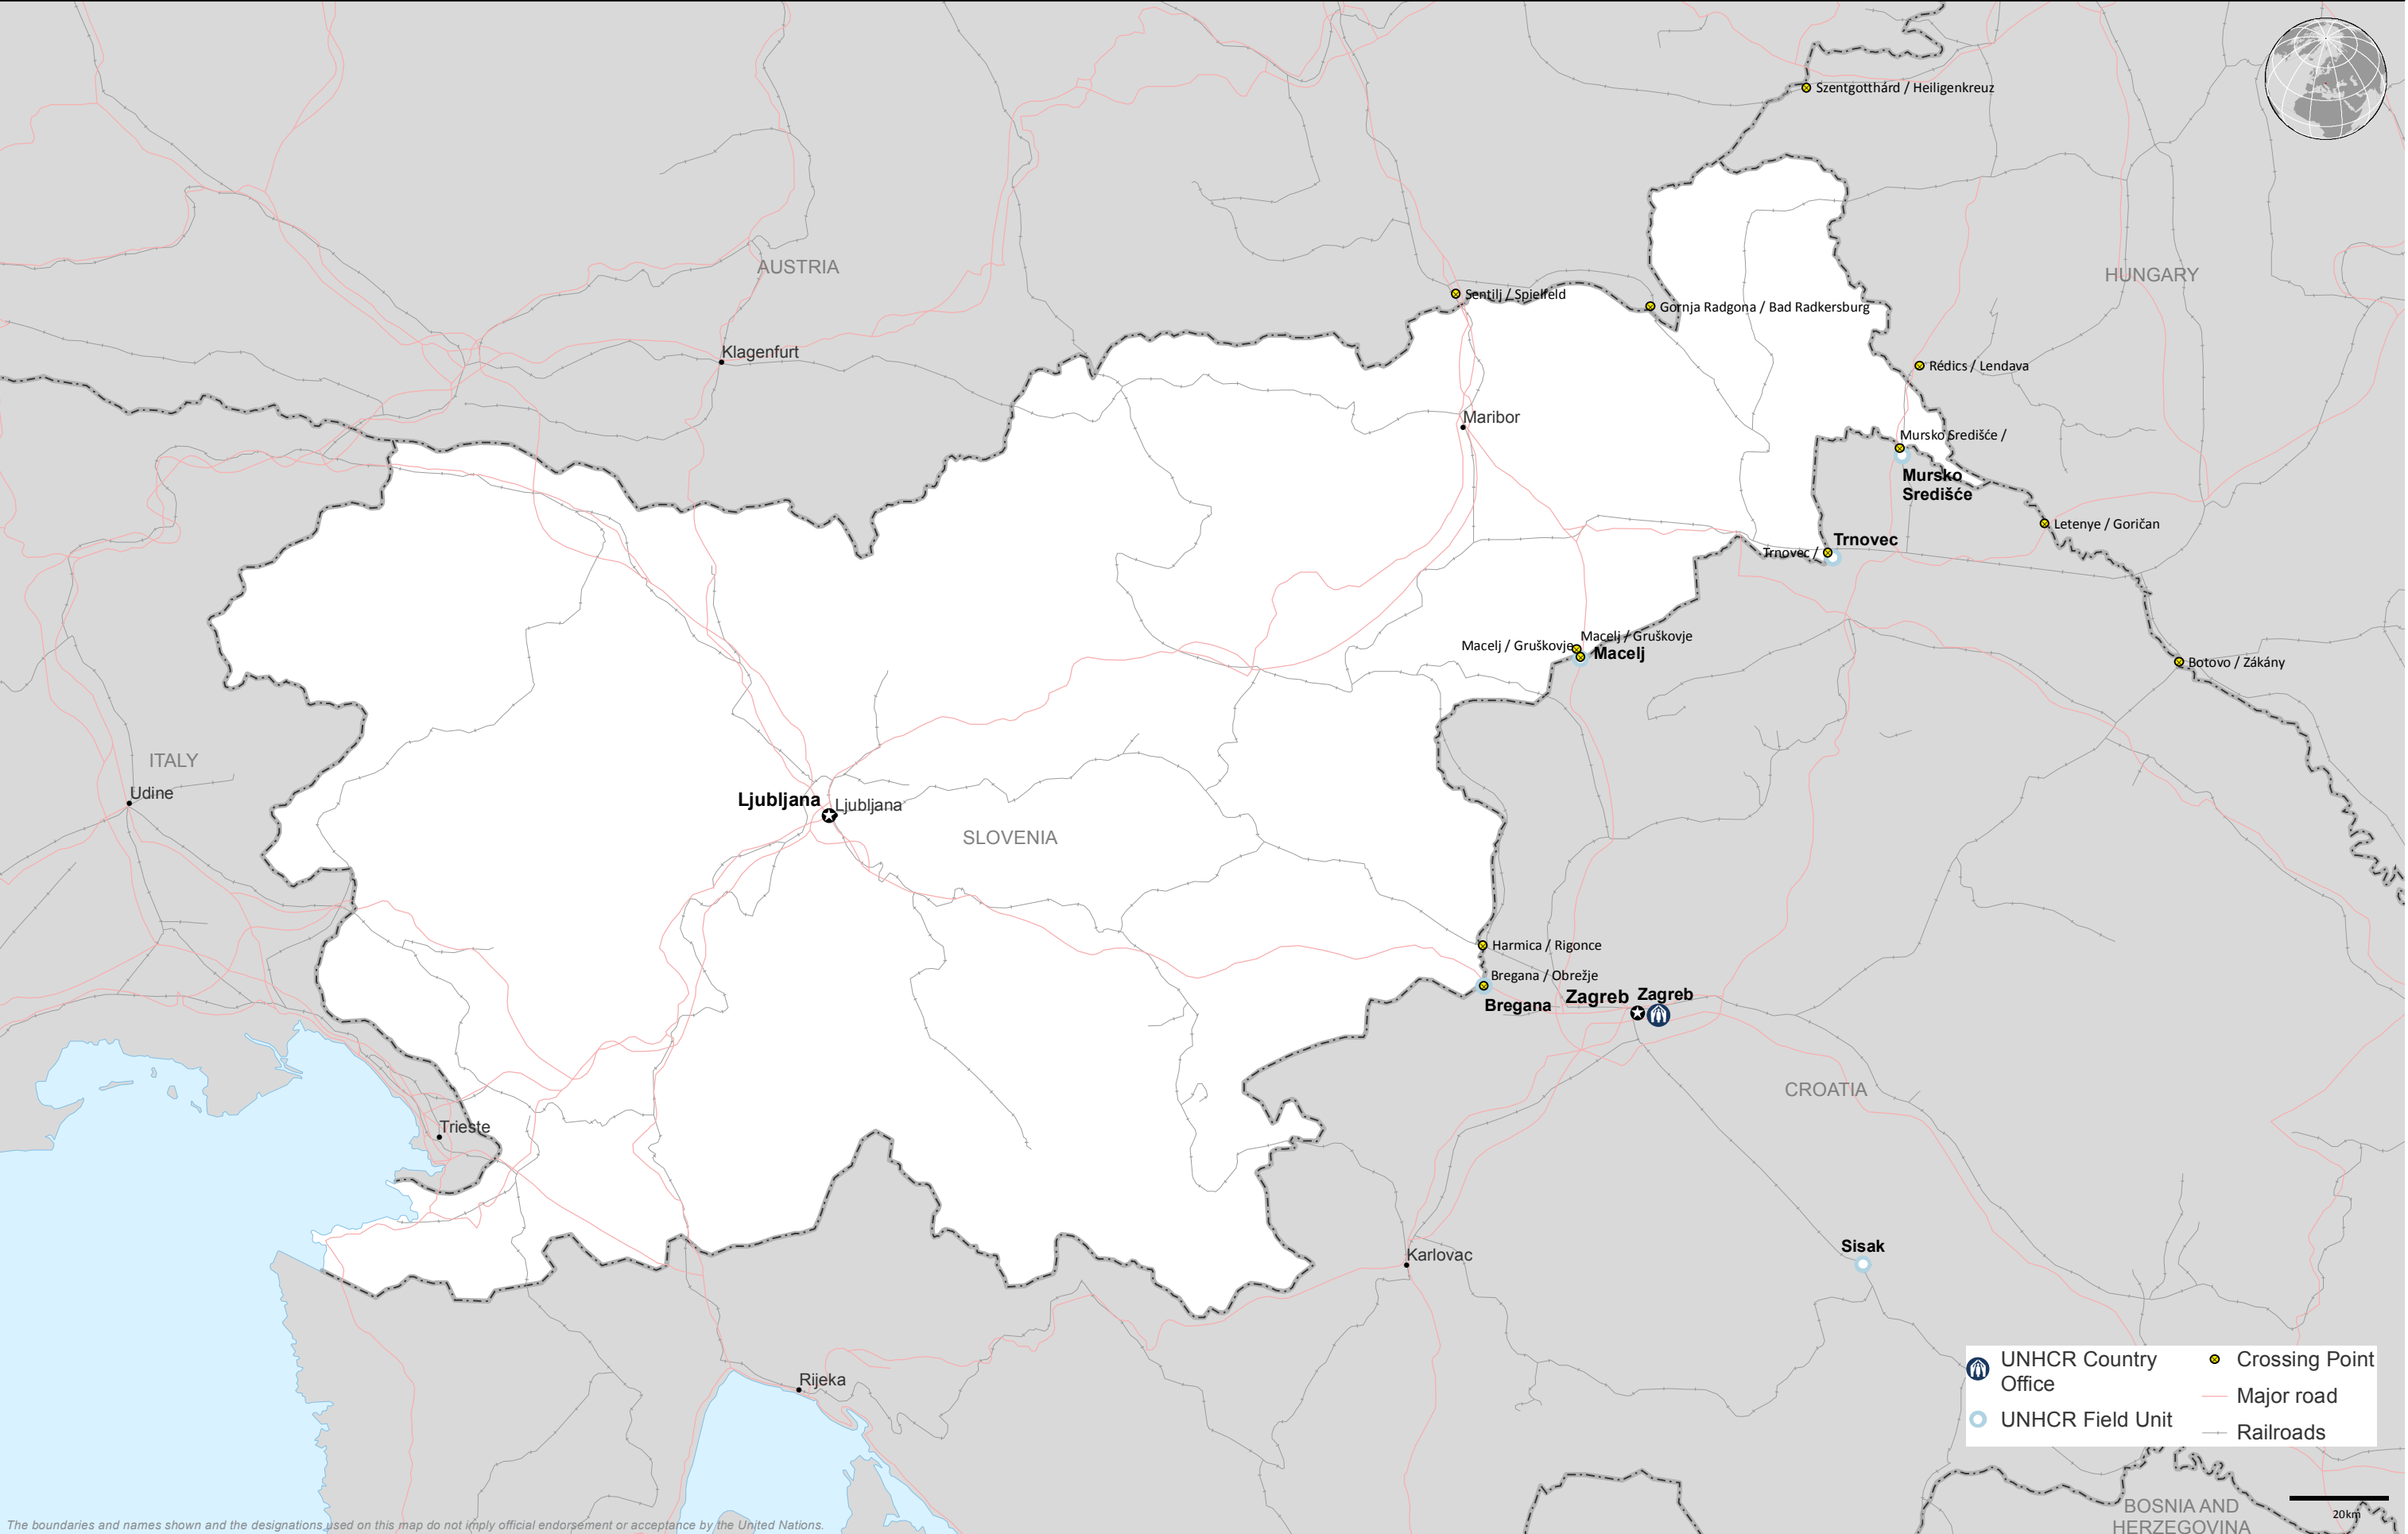 Szentgotthárd / Heiligenkreuz
AUSTRIA
HUNGARY
Sentilj / Spielfeld
Gornja Radgona / Bad Radkersburg
Klagenfurt
Rédics / Lendava
Maribor
Mursko Središće /
Mursko
Središće
Letenye / Goričan
Trnovec
Trnovec /
Macelj / Gruškovje
Macelj / Gruškovje
Macelj
Botovo / Zákány
ITALY
Udine
Ljubljana
Ljubljana
SLOVENIA
Harmica / Rigonce
Bregana / Obrežje
Bregana
Zagreb
Zagreb
CROATIA
Trieste
Karlovac
Sisak
Rijeka
UNHCR Country
Office
UNHCR Field Unit
Crossing Point
Major road
Railroads
BOSNIA AND
HERZEGOVINA
20km
The boundaries and names shown and the designations used on this map do not imply official endorsement or acceptance by the United Nations.